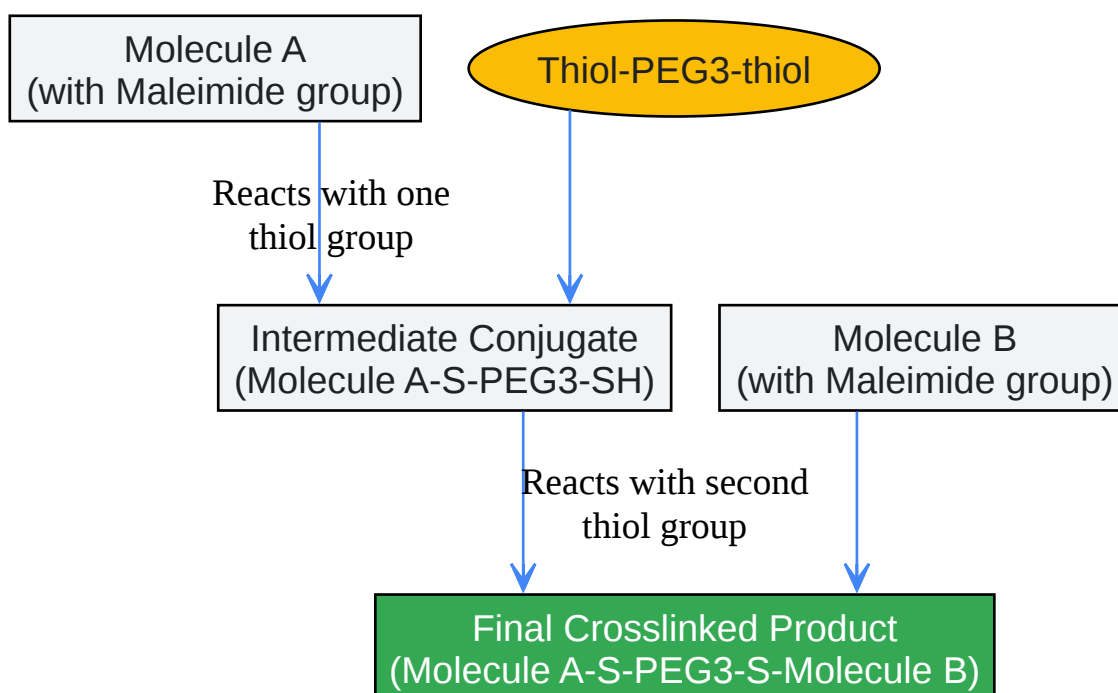 Molecule A
(with Maleimide group)
Thiol-PEG3-thiol
Reacts with one
thiol group
Intermediate Conjugate
(Molecule A-S-PEG3-SH)
Molecule B
(with Maleimide group)
Reacts with second
thiol group
Final Crosslinked Product
(Molecule A-S-PEG3-S-Molecule B)